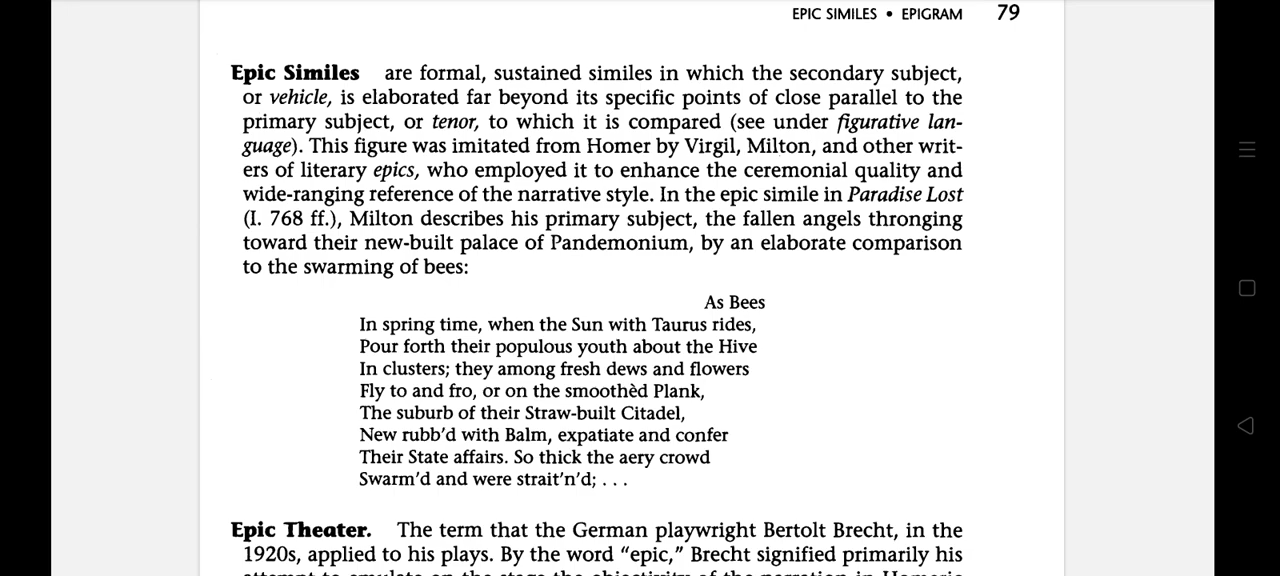 EPIC SIMILES • EPIGRAM 79
Epic Similes are formal, sustained similes in which the secondary subject,
or vehicle, is elaborated far beyond its specific points of close parallel to the
primary subject, or tenor, to which it is compared (see under figurative lan-
guage). This figure was imitated from Homer by Virgil, Milton, and other writ-
ers of literary epics, who employed it to enhance the ceremonial quality and
wide-ranging reference of the narrative style. In the epic simile in Paradise Lost
(I. 768 ff.), Milton describes his primary subject, the fallen angels thronging
toward their new-built palace of Pandemonium, by an elaborate comparison
to the swarming of bees:
As Bees
In spring time, when the Sun with Taurus rides,
Pour forth their populous youth about the Hive
In clusters; they among fresh dews and flowers
Fly to and fro, or on the smoothèd Plank,
The suburb of their Straw-built Citadel,
New rubb'd with Balm, expatiate and confer
Their State affairs. So thick the aery crowd
Swarm'd and were strait'n'd; . . .
Epic Theater. The term that the German playwright Bertolt Brecht, in the
1920s, applied to his plays. By the word “epic,” Brecht signified primarily his